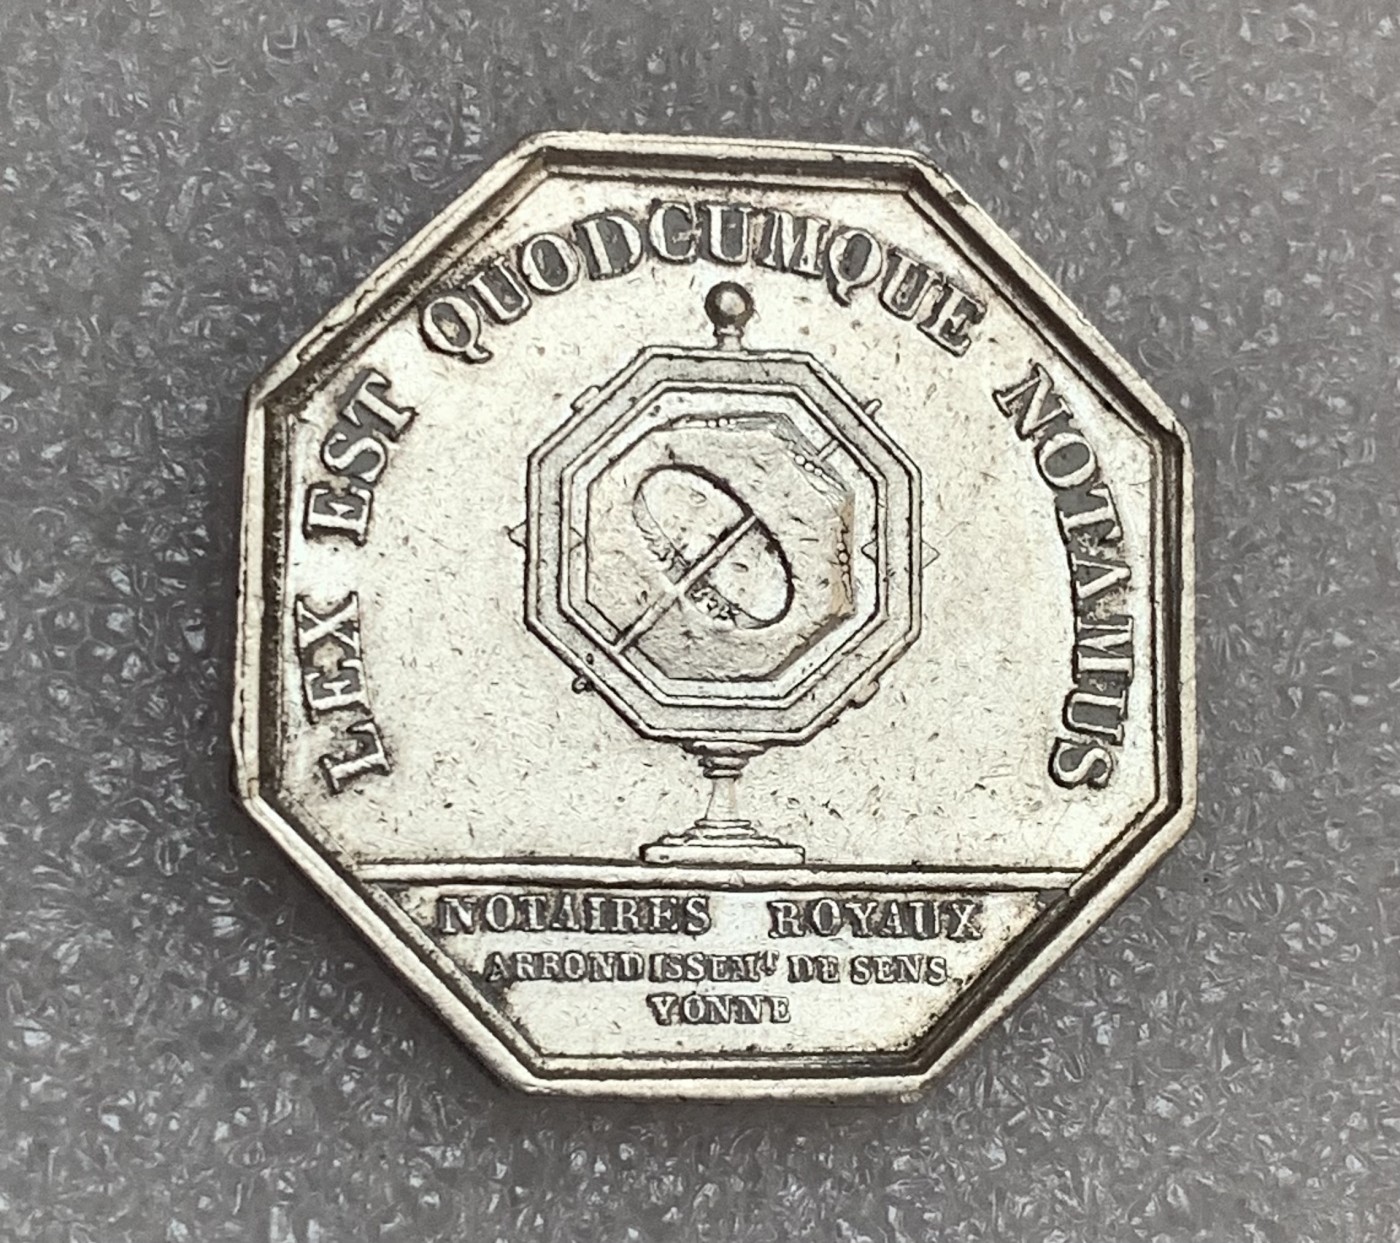 LEX EST QUODCUMQUE NOTAMUS
NOTAIRES ROYAUX
ARRONDISSEMT DE SENS
YONNE